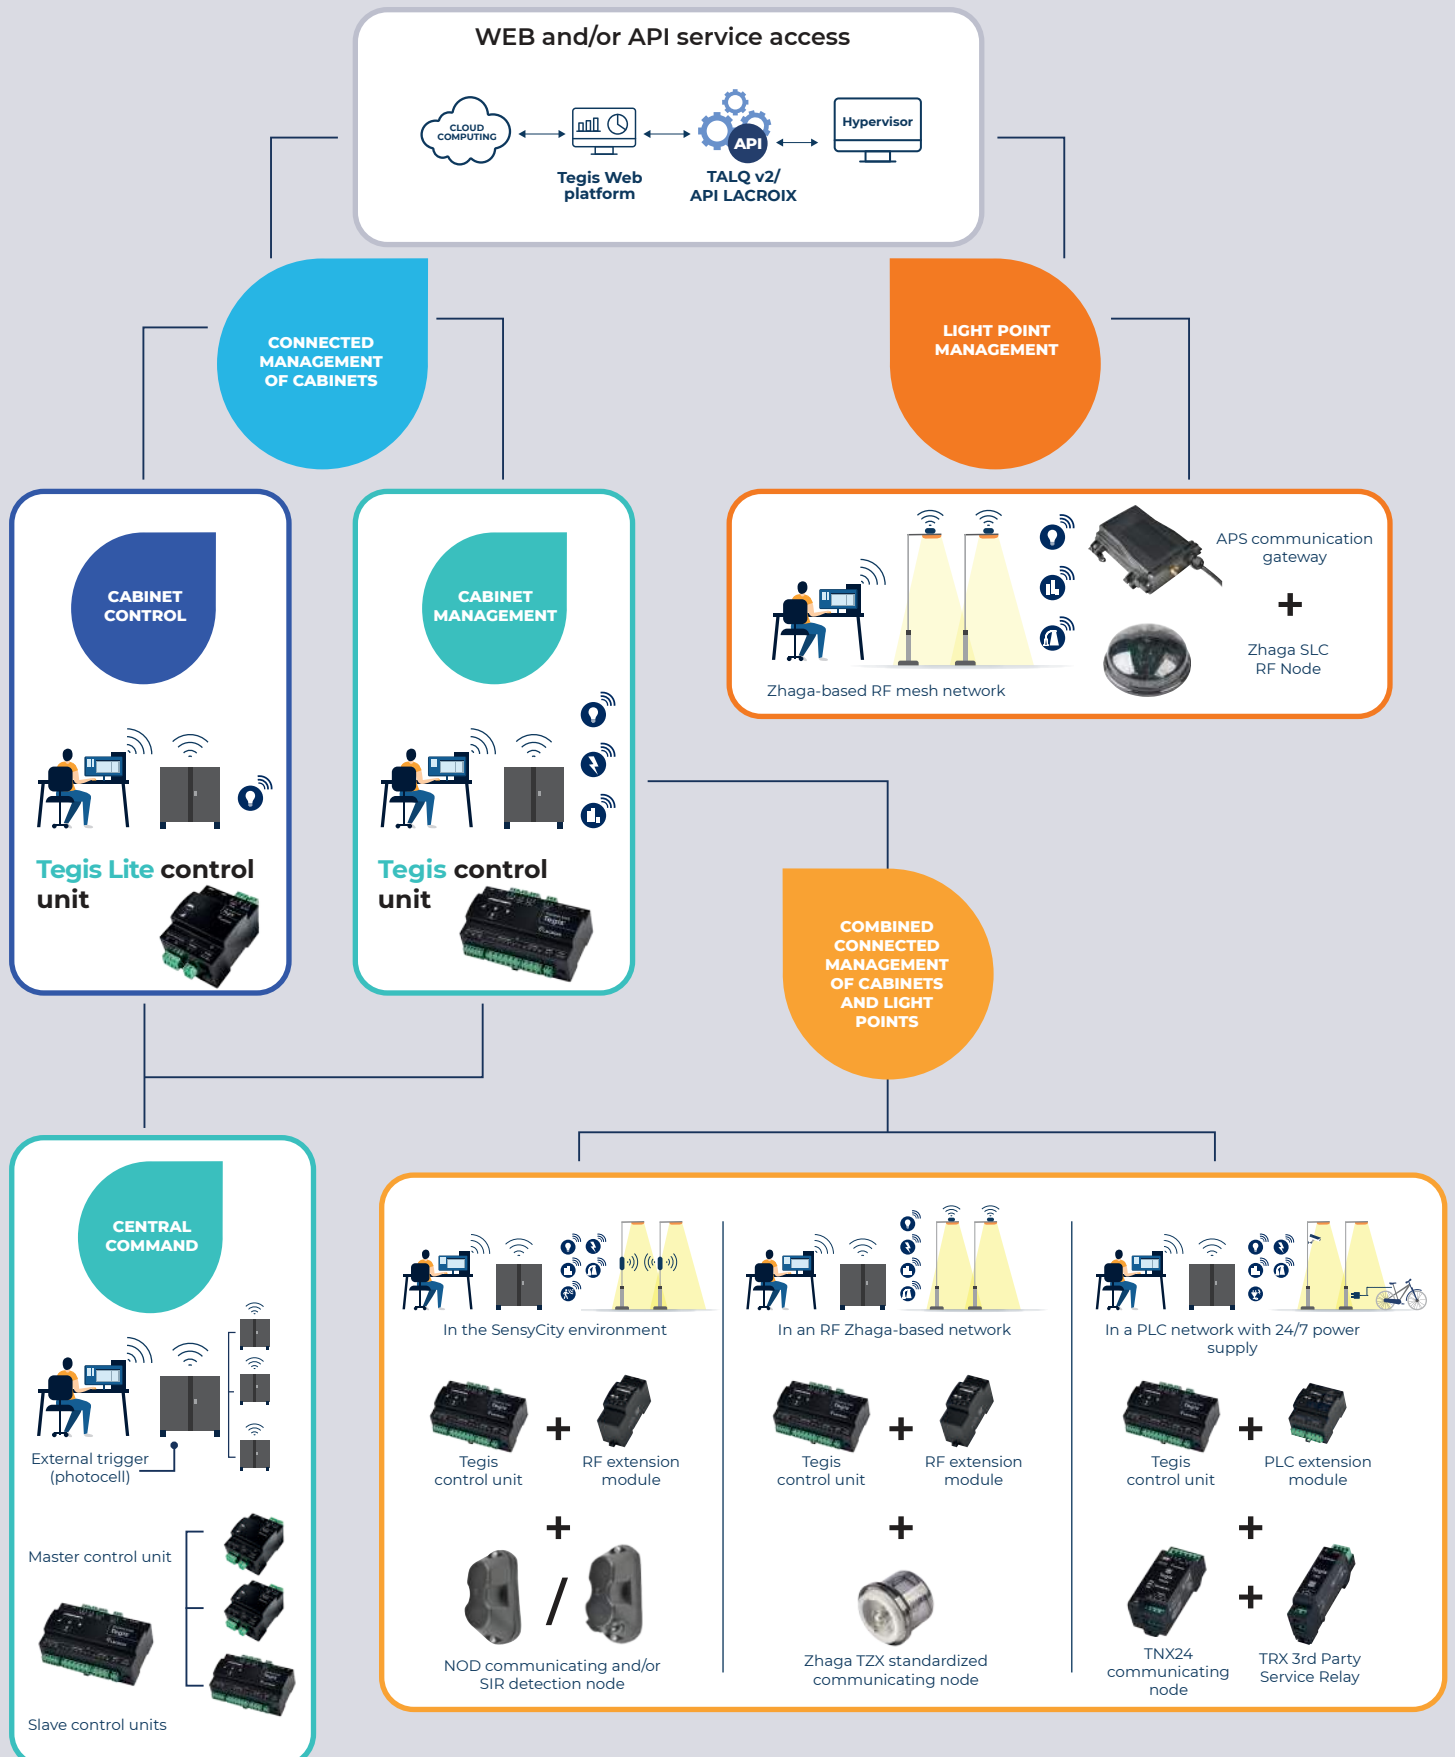 WEB and/or API service access
CLOUD
COMPUTING
Tegis Web
platform
API
TALQ v2/
API LACROIX
Hypervisor
CONNECTED
MANAGEMENT
OF CABINETS
LIGHT POINT
MANAGEMENT
CABINET
CONTROL
Tegis Lite control
unit
CABINET
MANAGEMENT
Tegis control
unit
Tegis
APS communication
gateway
+
Zhaga SLC
RF Node
Zhaga-based RF mesh network
COMBINED
CONNECTED
MANAGEMENT
OF CABINETS
AND LIGHT
POINTS
CENTRAL
COMMAND
External trigger
(photocell)
Master control unit
Slave control units
In the SensyCity environment
Tegis
control unit
+
RF extension
module
+
/
NOD communicating and/or
SIR detection node
In an RF Zhaga-based network
Tegis
control unit
+
RF extension
module
+
Zhaga TZX standardized
communicating node
In a PLC network with 24/7 power
supply
Tegis
control unit
+
PLC extension
module
+
+
TNX24
communicating
node
TRX 3rd Party
Service Relay